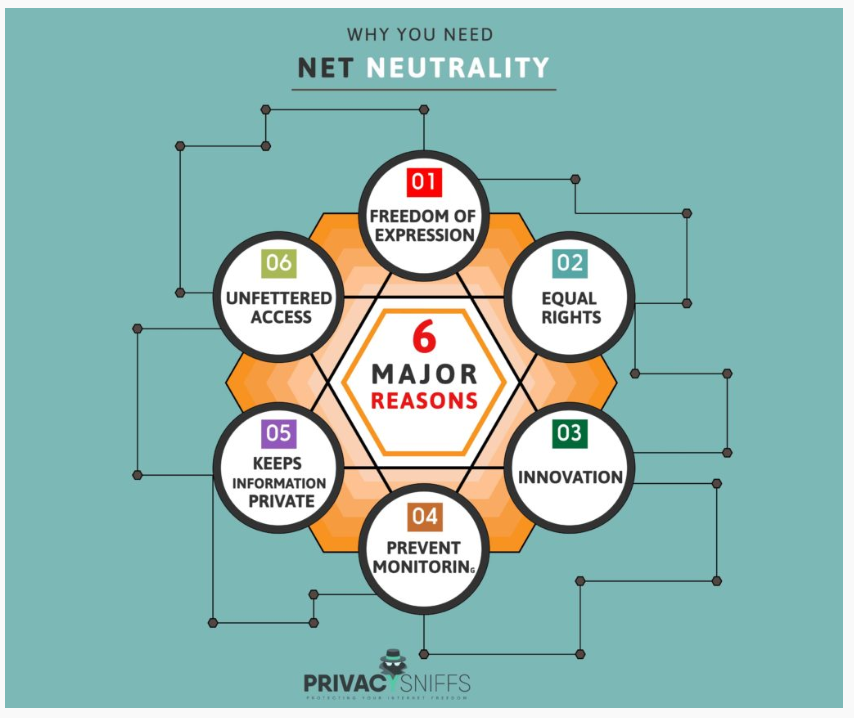 WHY YOU NEED
NET NEUTRALITY
01
FREEDOM OF
EXPRESSION
02
EQUAL
RIGHTS
03
INNOVATION
04
PREVENT
MONITORING
05
KEEPS
INFORMATION
PRIVATE
06
UNFETTERED
ACCESS
6
MAJOR
REASONS
PRIVACYSNIFFS
PROTECTING YOUR INTERNET FREEDOM